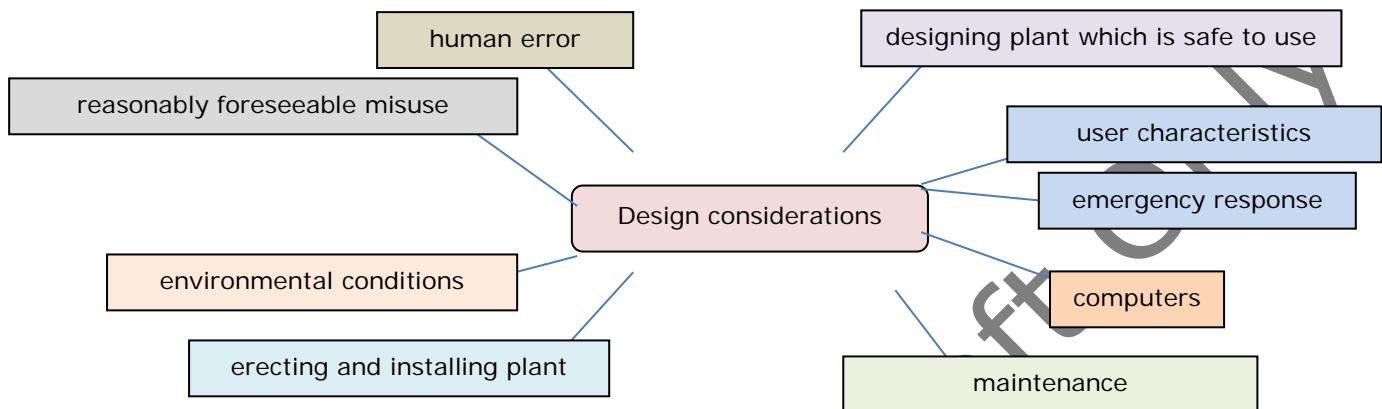 human error
designing plant which is safe to use
reasonably foreseeable misuse
user characteristics
emergency response
Design considerations
environmental conditions
computers
erecting and installing plant
maintenance